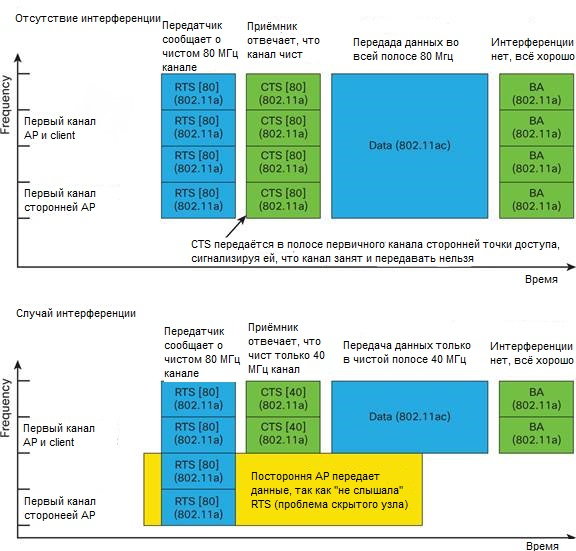 Отсутствие интерференции
Передатчик
сообщает о
чистом 80 МГц
канале
Приёмник
отвечает, что
канал чист
Передада данных во
всей полосе 80 Мгц
Интерференции
нет, всё хорошо
Frequency
Первый канал
AP и client
Первый канал
сторонней AP
RTS [80]
(802.11a)
RTS [80]
(802.11a)
RTS [80]
(802.11a)
RTS [80]
(802.11a)
CTS [80]
(802.11a)
CTS [80]
(802.11a)
CTS [80]
(802.11a)
CTS [80]
(802.11a)
Data (802.11ac)
BA
(802.11a)
BA
(802.11a)
BA
(802.11a)
BA
(802.11a)
CTS передаётся в полосе первичного канала сторонней точки доступа,
сигнализируя ей, что канал занят и передавать нельзя
Время
Случай интерференции
Передатчик
сообщает о
чистом 80 МГц
канале
Приёмник
отвечает, что
чист только 40
МГц канал
Передача данных только
в чистой полосе 40 МГц
Интерференции
нет, всё хорошо
Frequency
Первый канал
AP и client
Первый канал
сторонеей AP
RTS [80]
(802.11a)
RTS [80]
(802.11a)
RTS [80]
(802.11a)
RTS [80]
(802.11a)
CTS [40]
(802.11a)
CTS [40]
(802.11a)
Data (802.11ac)
BA
(802.11a)
BA
(802.11a)
Постороння AP передает
данные, так как "не слышала"
RTS (проблема скрытого узла)
Время